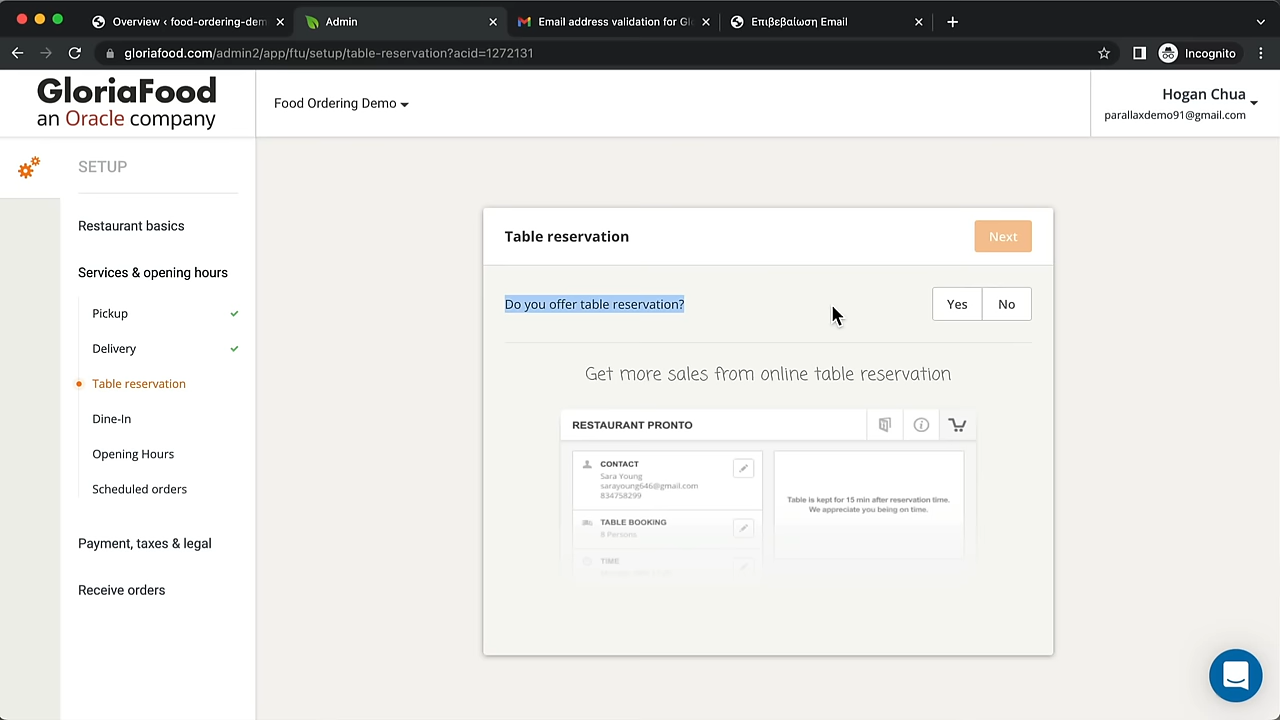 Overview ‹ food-ordering-dem
Admin
Email address validation for Gl
Επιβεβαίωση Email
gloriafood.com/admin2/app/ftu/setup/table-reservation?acid=1272131
Incognito
GloriaFood
an Oracle company
Food Ordering Demo
Hogan Chua
parallaxdemo91@gmail.com
SETUP
Restaurant basics
Services & opening hours
Pickup
Delivery
Table reservation
Dine-In
Opening Hours
Scheduled orders
Payment, taxes & legal
Receive orders
Table reservation
Next
Do you offer table reservation?
Yes
No
Get more sales from online table reservation
RESTAURANT PRONTO
CONTACT
Sara Young
sarayoung646@gmail.com
834758299
TABLE BOOKING
8 Persons
TIME
Table is kept for 15 min after reservation time.
We appreciate you being on time.